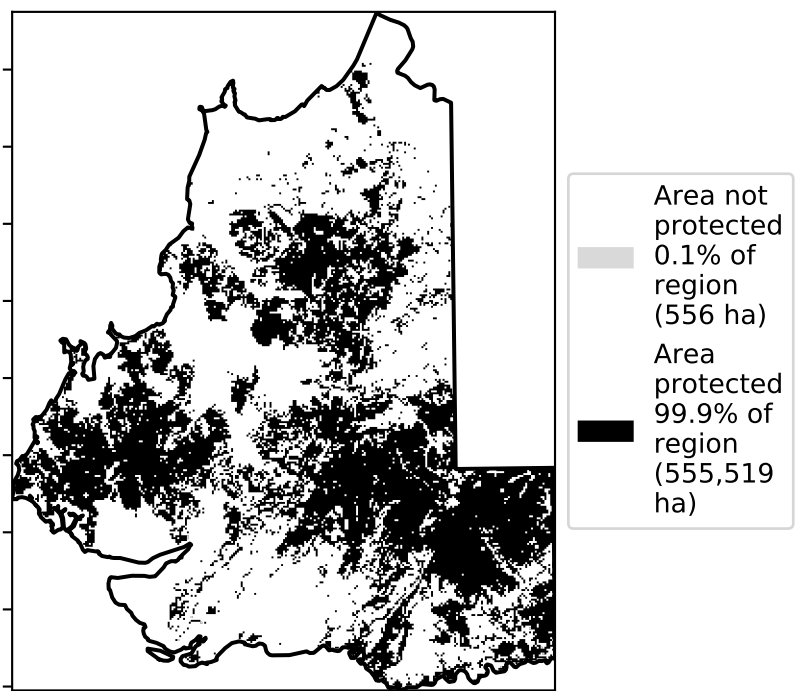 Area not
protected
0.1% of
region
(556 ha)
Area
protected
99.9% of
region
(555,519
ha)